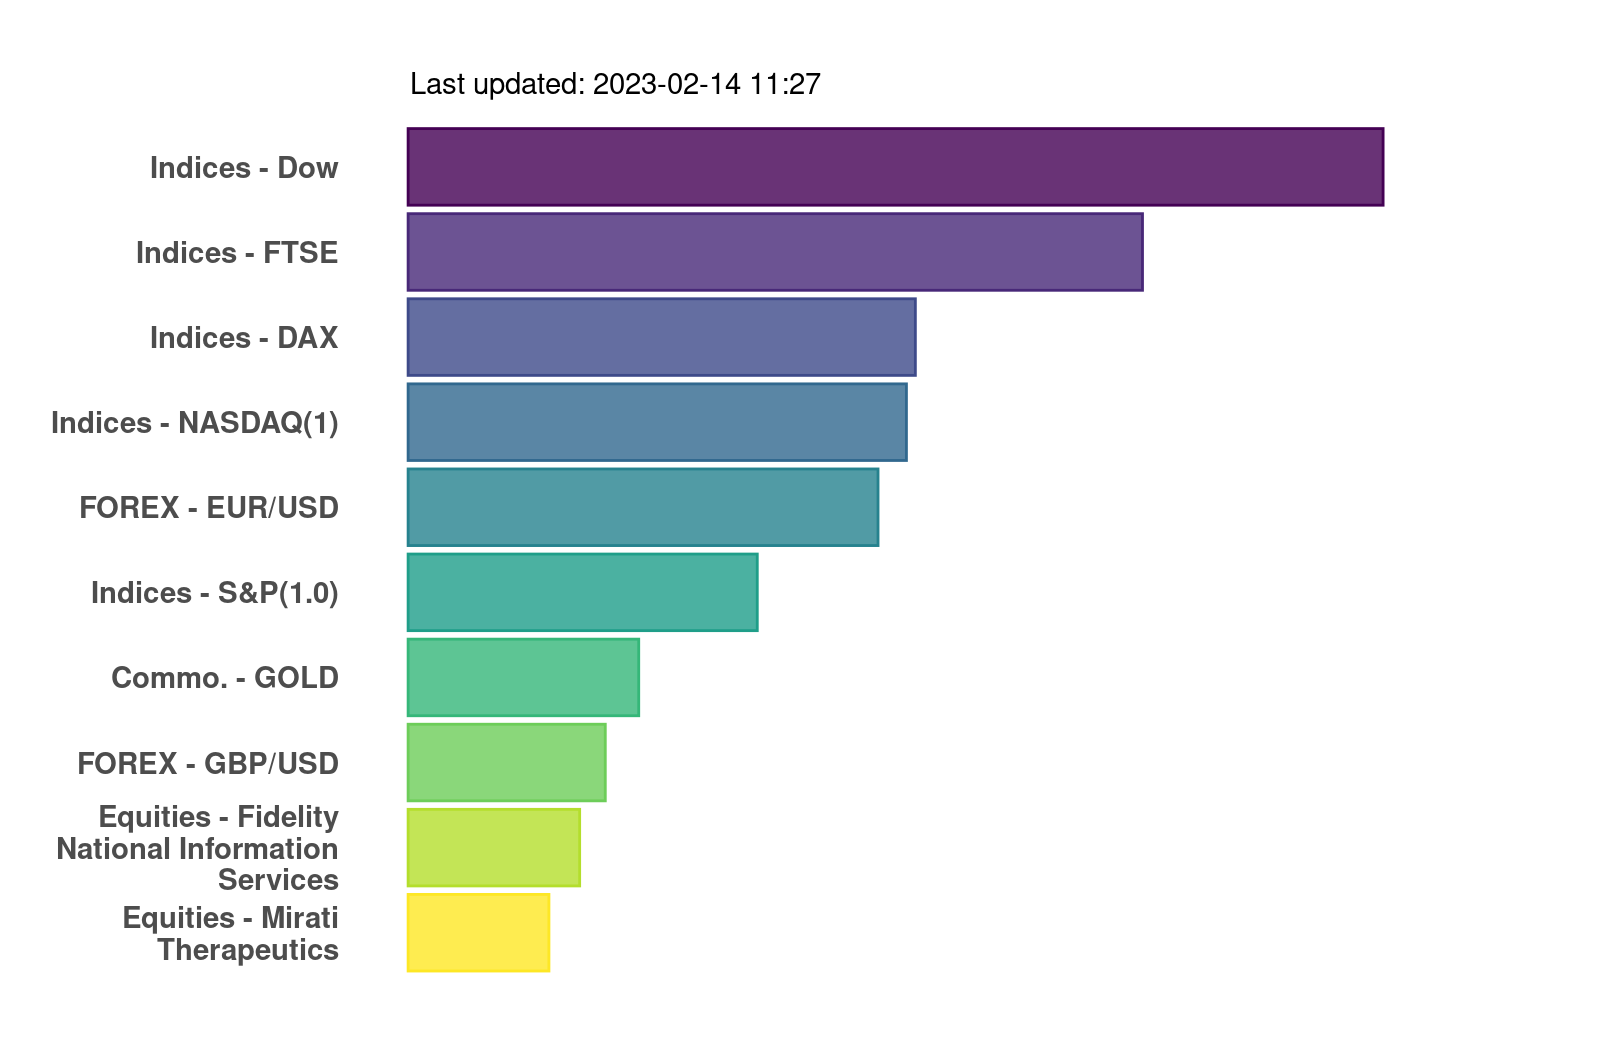 Last updated: 2023-02-14 11:27
Indices - Dow
Indices - FTSE
Indices - DAX
Indices - NASDAQ(1)
FOREX - EUR/USD
Indices - S&P(1.0)
Commo. - GOLD
FOREX - GBP/USD
Equities - Fidelity
National Information
Services
Equities - Mirati
Therapeutics